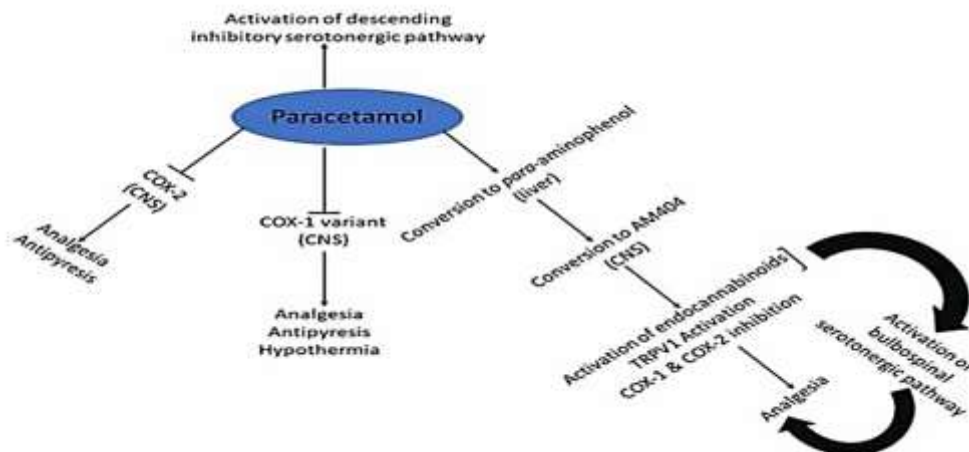 Activation of descending
inhibitory serotonergic pathway
Paracetamol
COX-2
(CNS)
Analgesia
Antipyresis
COX-1 variant
(CNS)
Analgesia
Antipyresis
Hypothermia
Conversion to para-aminophenol
(liver)
Conversion to AM404
(CNS)
Activation of endocannabinoids]
TRPV1 Activation
COX-1 & COX-2 inhibition
Analgesia
Activation of
bulbospinal
serotonergic pathway